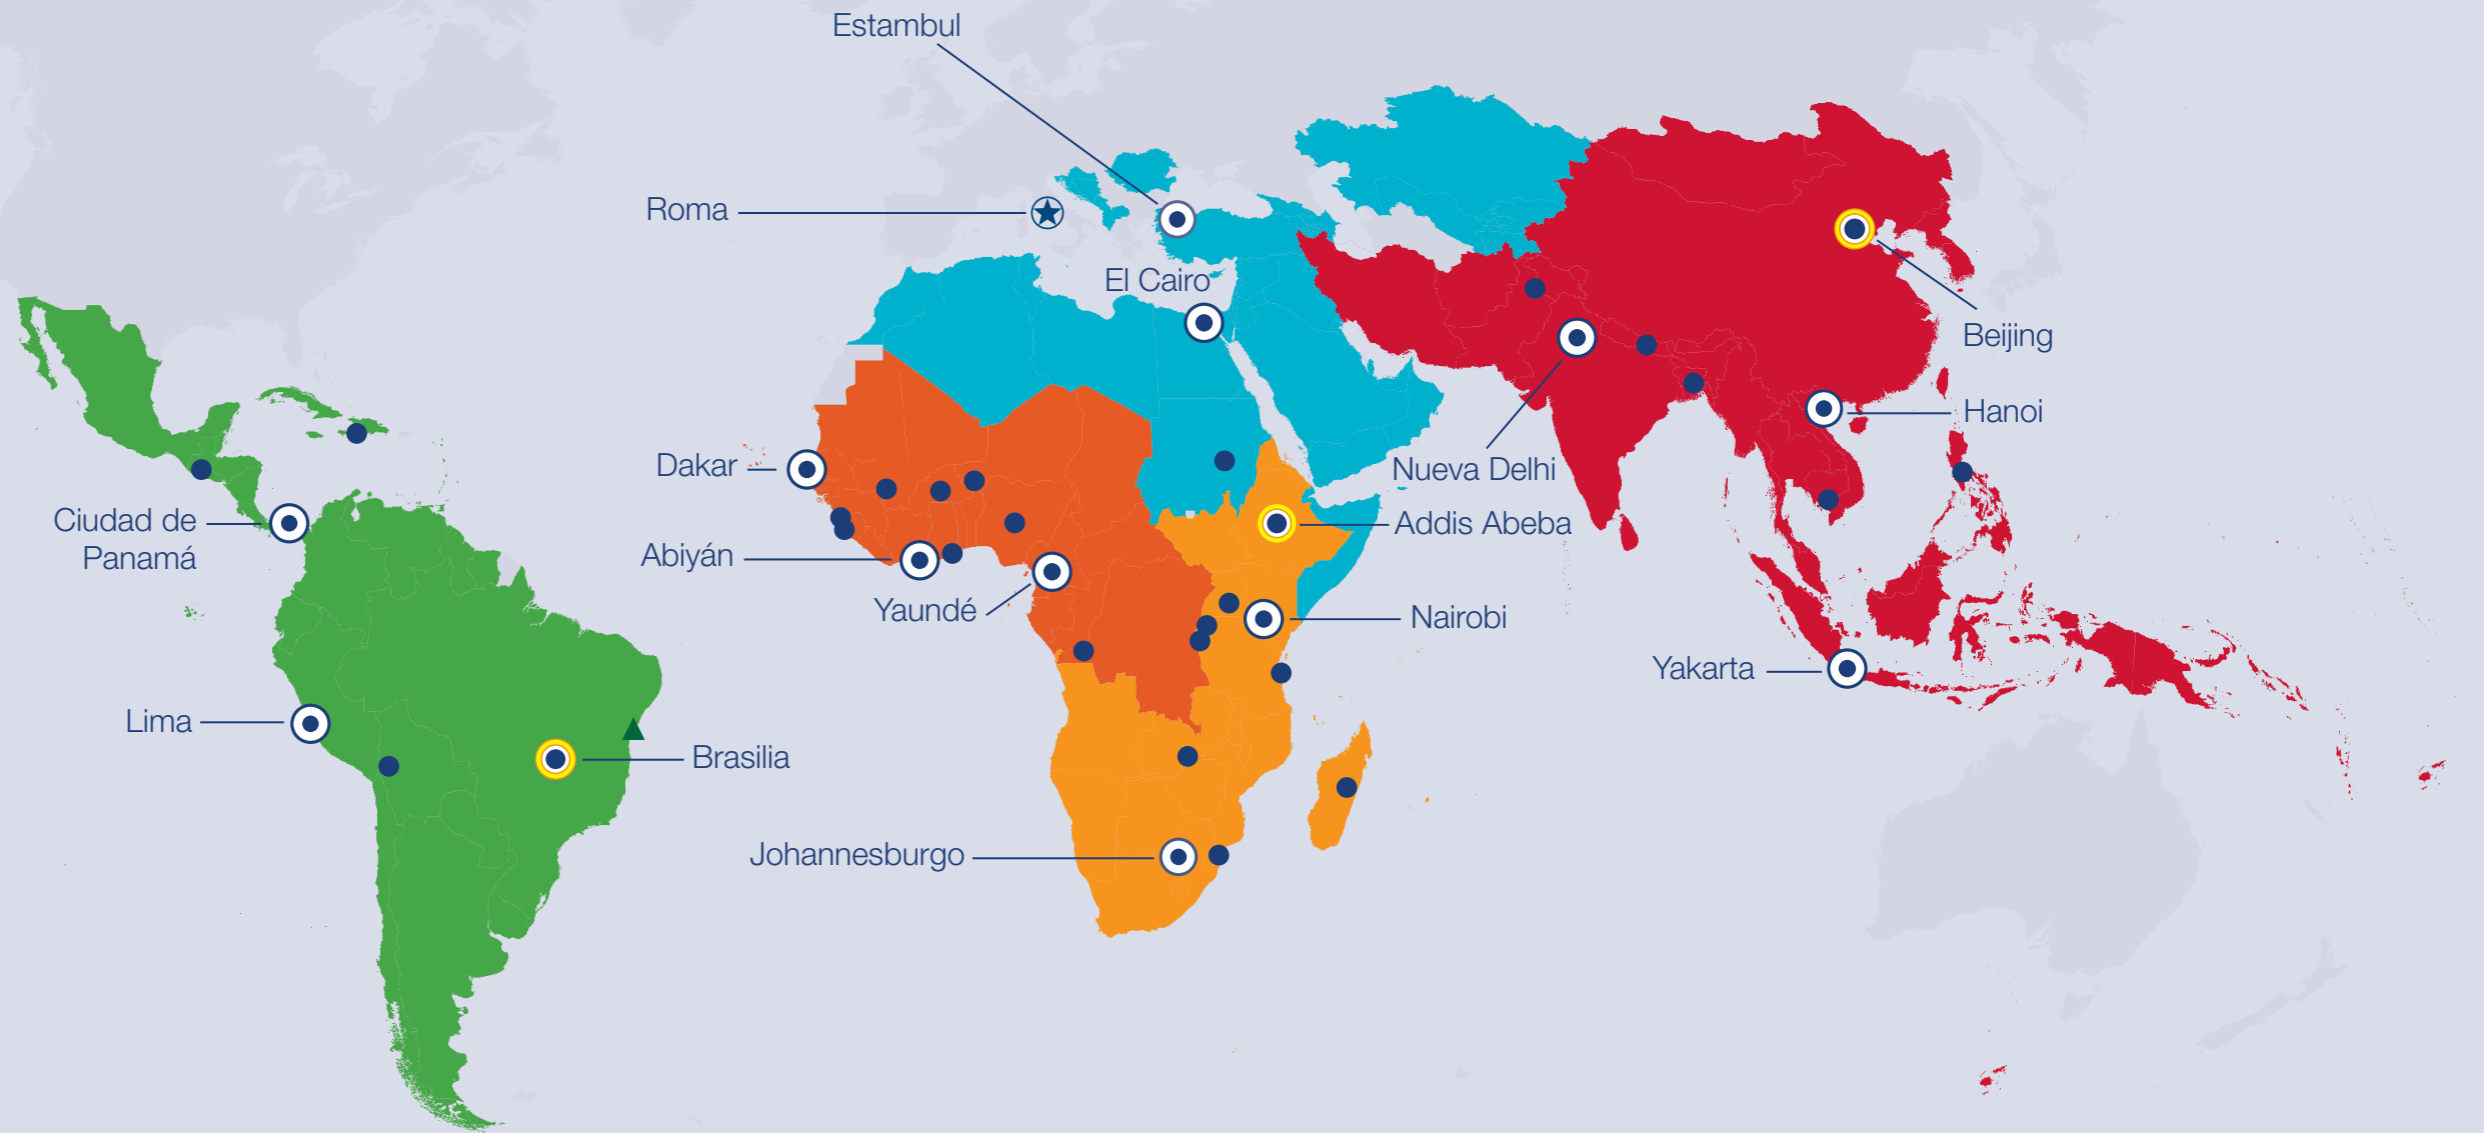 Estambul
Roma
El Cairo
Beijing
Hanoi
Dakar
Nueva Delhi
Ciudad de
Panamá
Addis Abeba
Abiyán
Yaundé
Nairobi
Yakarta
Lima
Brasilia
Johannesburgo